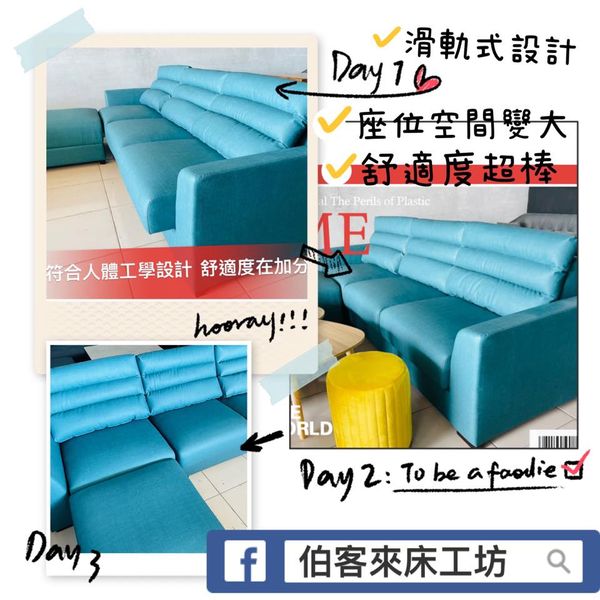 滑軌式設計
Day 1
座位空間變大
舒適度超棒
al The Perils of Plastic
ME
符合人體工學設計 舒適度在加分
hooray!!!
E
ORLD
Day 2: To be a foodie
Day 3
f 伯客來床工坊